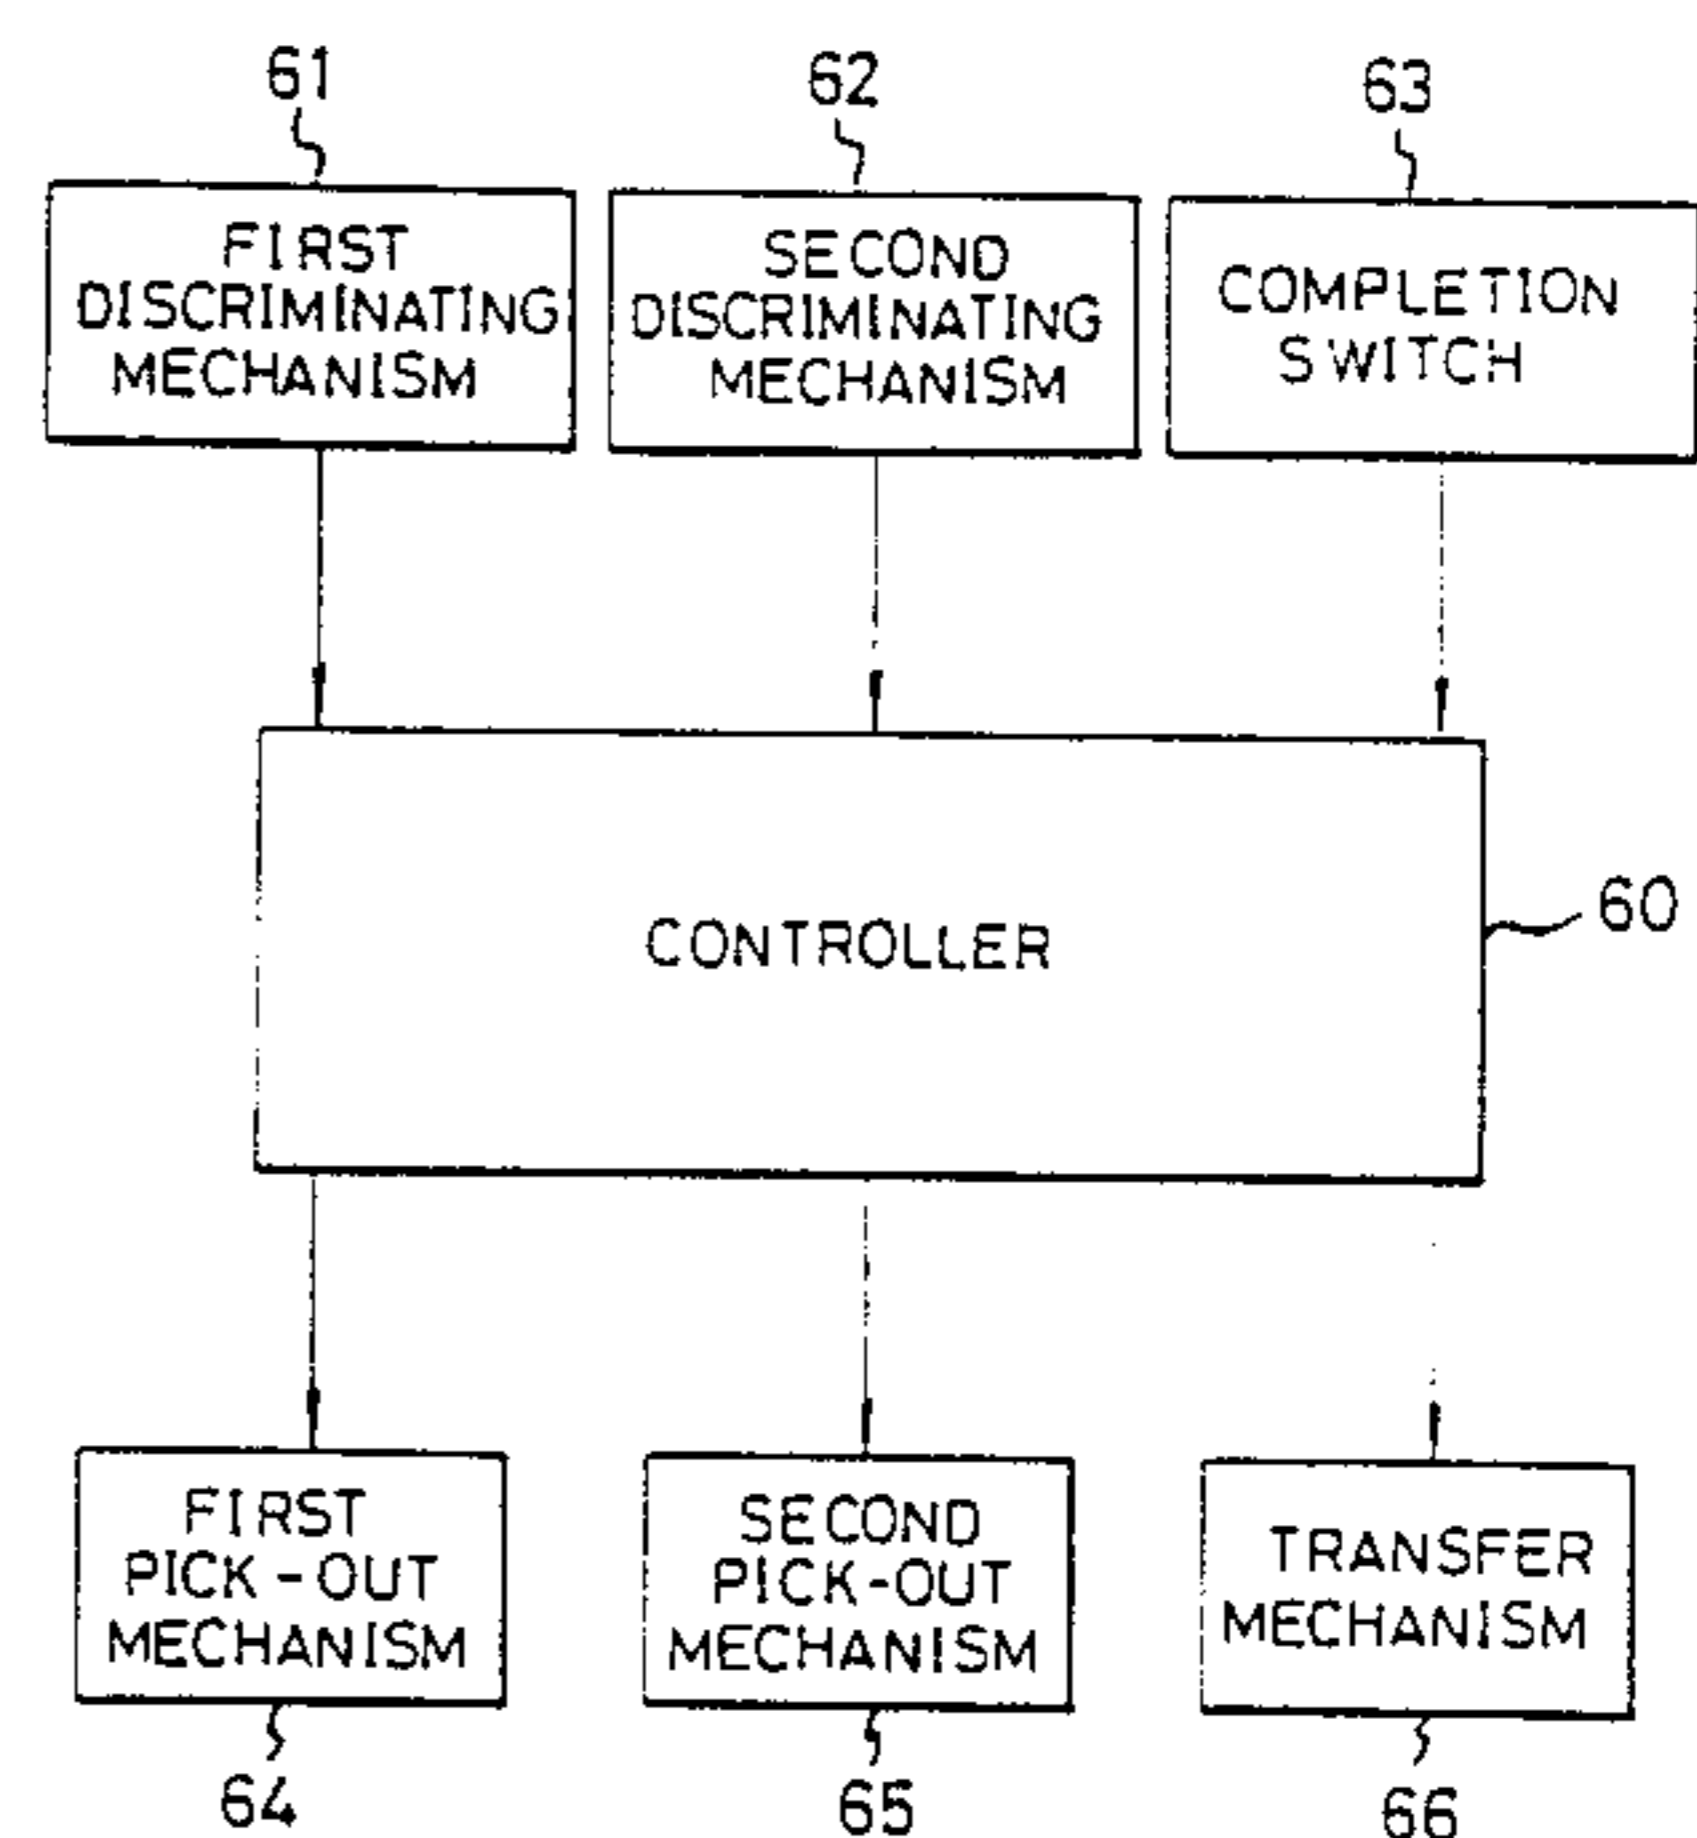 61
62
63
FIRST
DISCRIMINATING
MECHANISM
SECOND
DISCRIMINATING
MECHANISM
COMPLETION
SWITCH
CONTROLLER
60
FIRST
PICK-OUT
MECHANISM
SECOND
PICK-OUT
MECHANISM
TRANSFER
MECHANISM
64
65
66